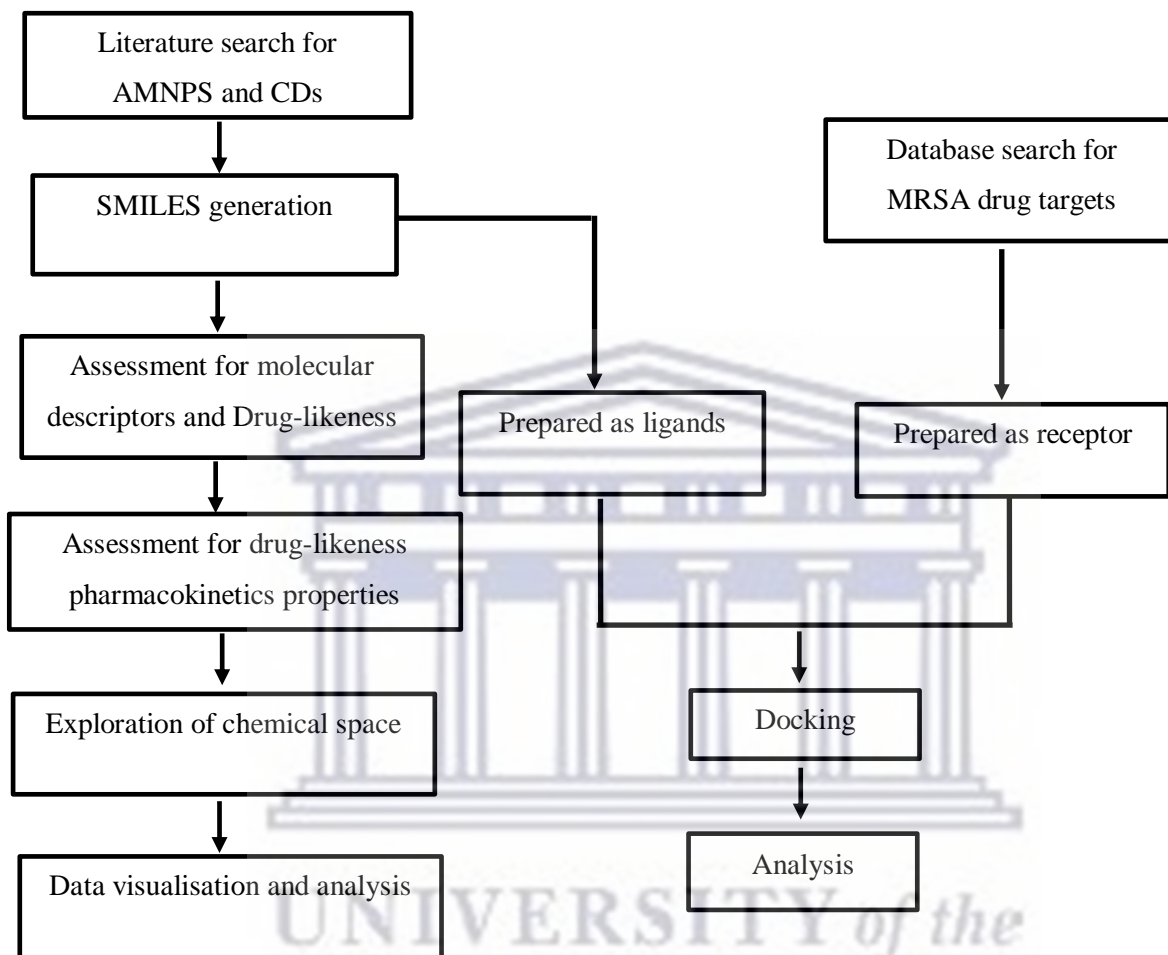 Literature search for
AMNPS and CDs
SMILES generation
Database search for
MRSA drug targets
Assessment for molecular
descriptors and Drug-likeness
Prepared as ligands
Prepared as receptor
Assessment for drug-likeness
pharmacokinetics properties
Exploration of chemical space
Docking
Data visualisation and analysis
Analysis
UNIVERSITY of the